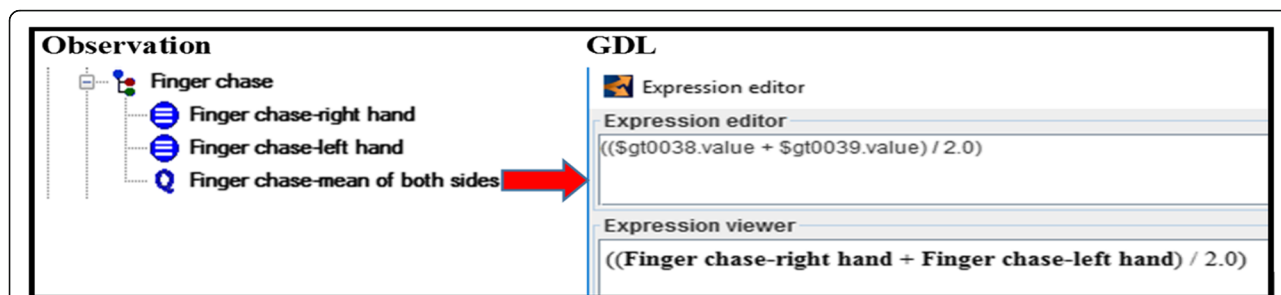 Observation
Finger chase
Finger chase-right hand
Finger chase-left hand
Q Finger chase-mean of both sides
GDL
Expression editor
Expression editor
(($gt0038.value + $gt0039.value) / 2.0)
Expression viewer
((Finger chase-right hand + Finger chase-left hand) / 2.0)